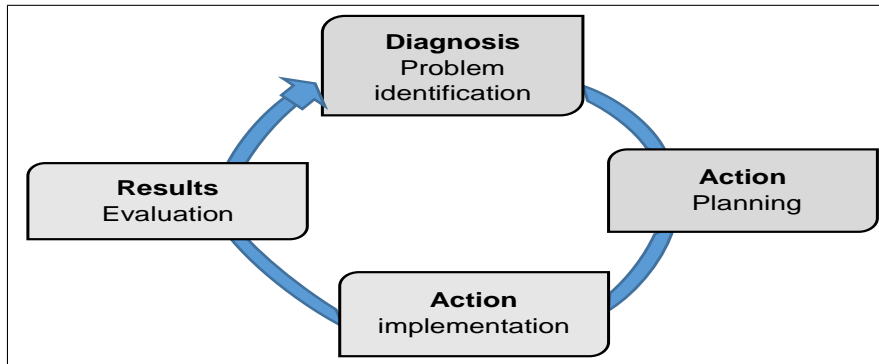 Diagnosis
Problem
identification
Action
Planning
Action
implementation
Results
Evaluation